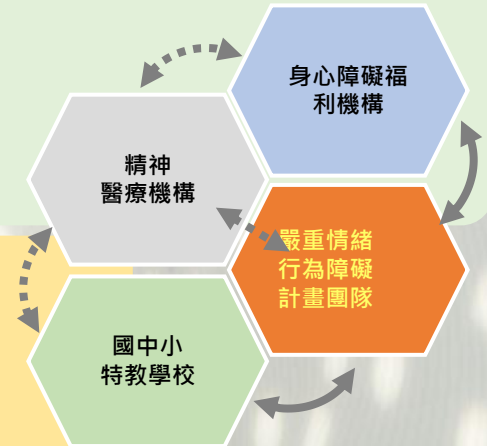 身心障礙福
利機構
精神
醫療機構
嚴重情緒
行為障礙
計畫團隊
國中小
特教學校